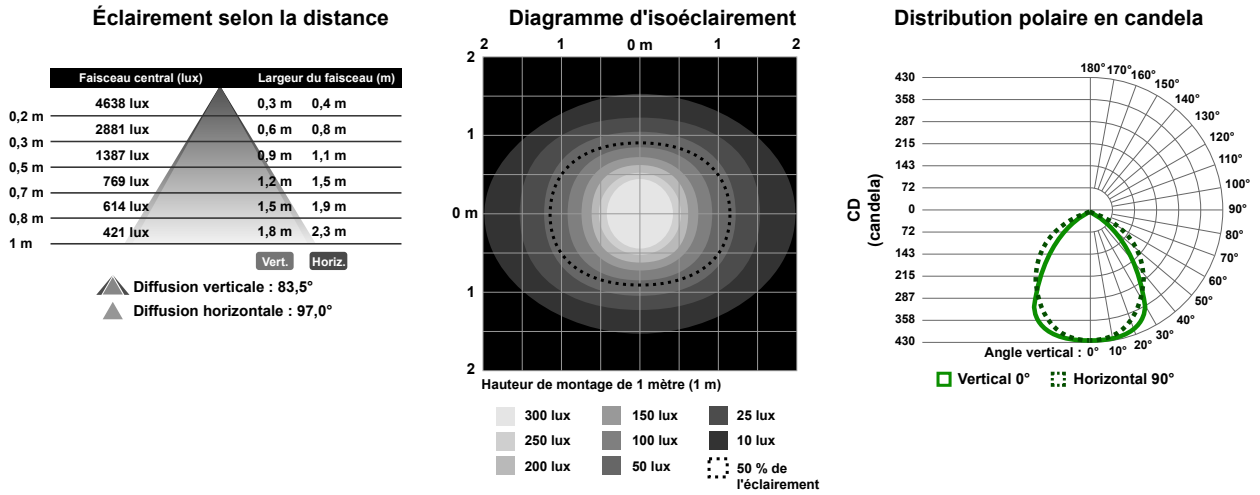 Éclairement selon la distance
Faisceau central (lux) Largeur du faisceau (m)
4638 lux 0,3 m 0,4 m
0,2 m
2881 lux 0,6 m 0,8 m
0,3 m
1387 lux 0,9 m 1,1 m
0,5 m
769 lux 1,2 m 1,5 m
0,7 m
614 lux 1,5 m 1,9 m
0,8 m
421 lux 1,8 m 2,3 m
1 m
Vert. Horiz.
Diffusion verticale : 83,5°
Diffusion horizontale : 97,0°
Diagramme d'isoéclairement
2 1 0 m 1 2
2
1
0 m
1
2
Hauteur de montage de 1 mètre (1 m)
300 lux 150 lux 25 lux
250 lux 100 lux 10 lux
200 lux 50 lux 50 % de
l'éclairement
Distribution polaire en candela
CD
(candela)
430
358
287
215
143
72
0
72
143
215
287
358
430
180° 170° 160° 150°
140°
130°
120°
110°
100°
90°
80°
70°
60°
50°
40°
30°
20°
10°
Angle vertical : 0°
Vertical 0° Horizontal 90°